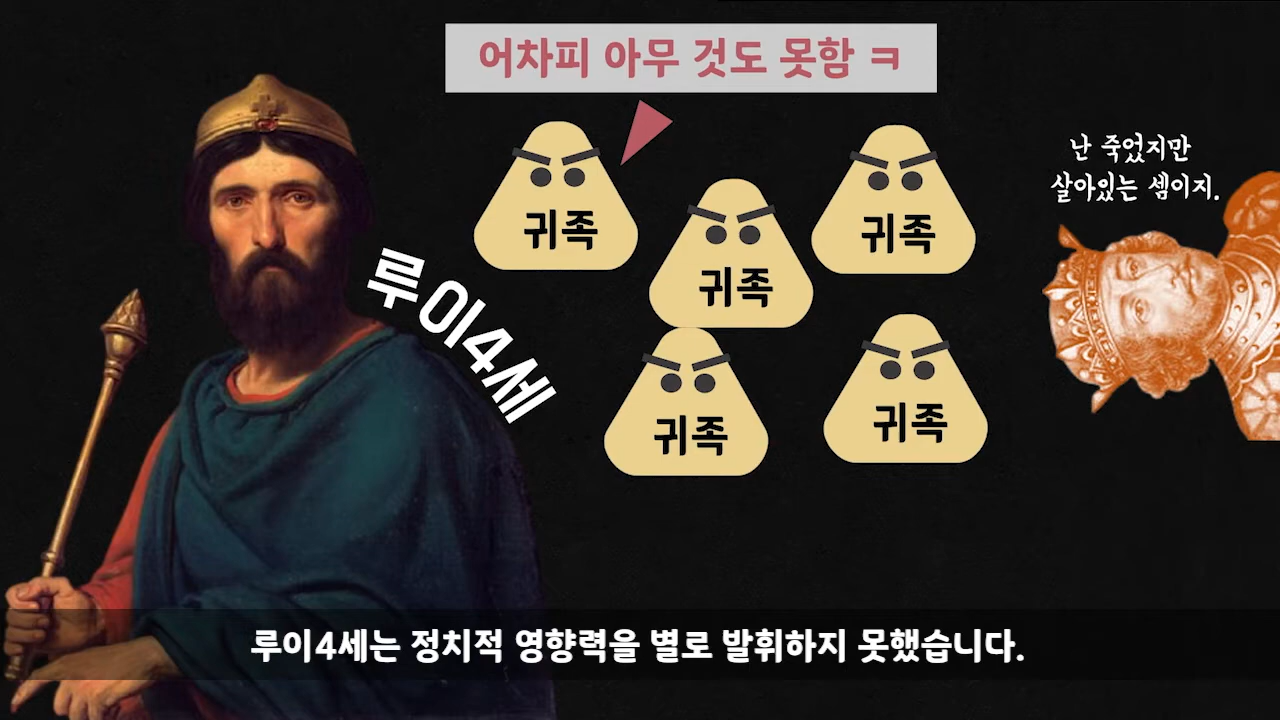 어차피 아무 것도 못함 ㅋ
난 죽었지만
살아있는 셈이지.
귀족
귀족
귀족
귀족
귀족
루이4세
루이4세는 정치적 영향력을 별로 발휘하지 못했습니다.